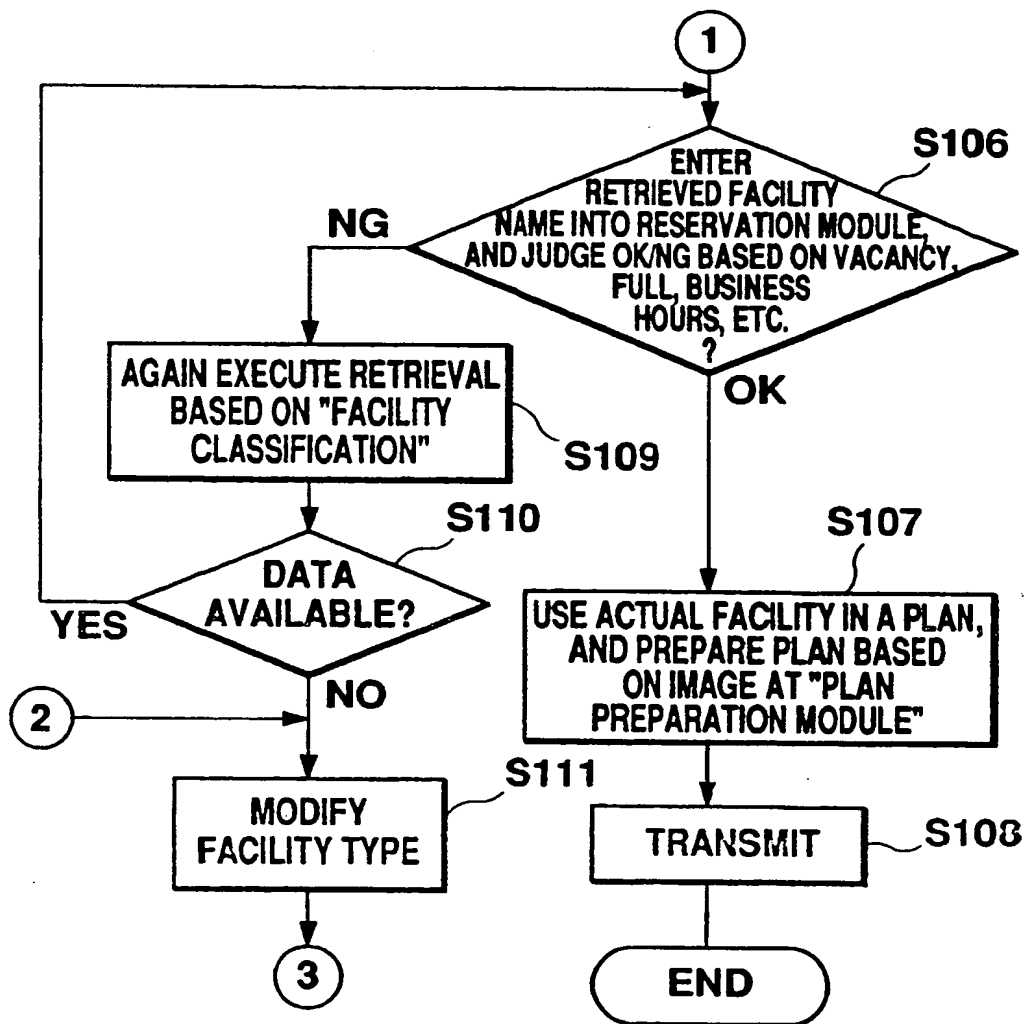 1
S106
ENTER
RETRIEVED FACILITY
NAME INTO RESERVATION MODULE,
AND JUDGE OK/NG BASED ON VACANCY,
FULL, BUSINESS
HOURS, ETC.
?
NG
OK
AGAIN EXECUTE RETRIEVAL
BASED ON "FACILITY
CLASSIFICATION"
S109
S110
DATA
AVAILABLE?
YES
NO
S107
USE ACTUAL FACILITY IN A PLAN,
AND PREPARE PLAN BASED
ON IMAGE AT "PLAN
PREPARATION MODULE"
2
S111
MODIFY
FACILITY TYPE
TRANSMIT
S108
3
END